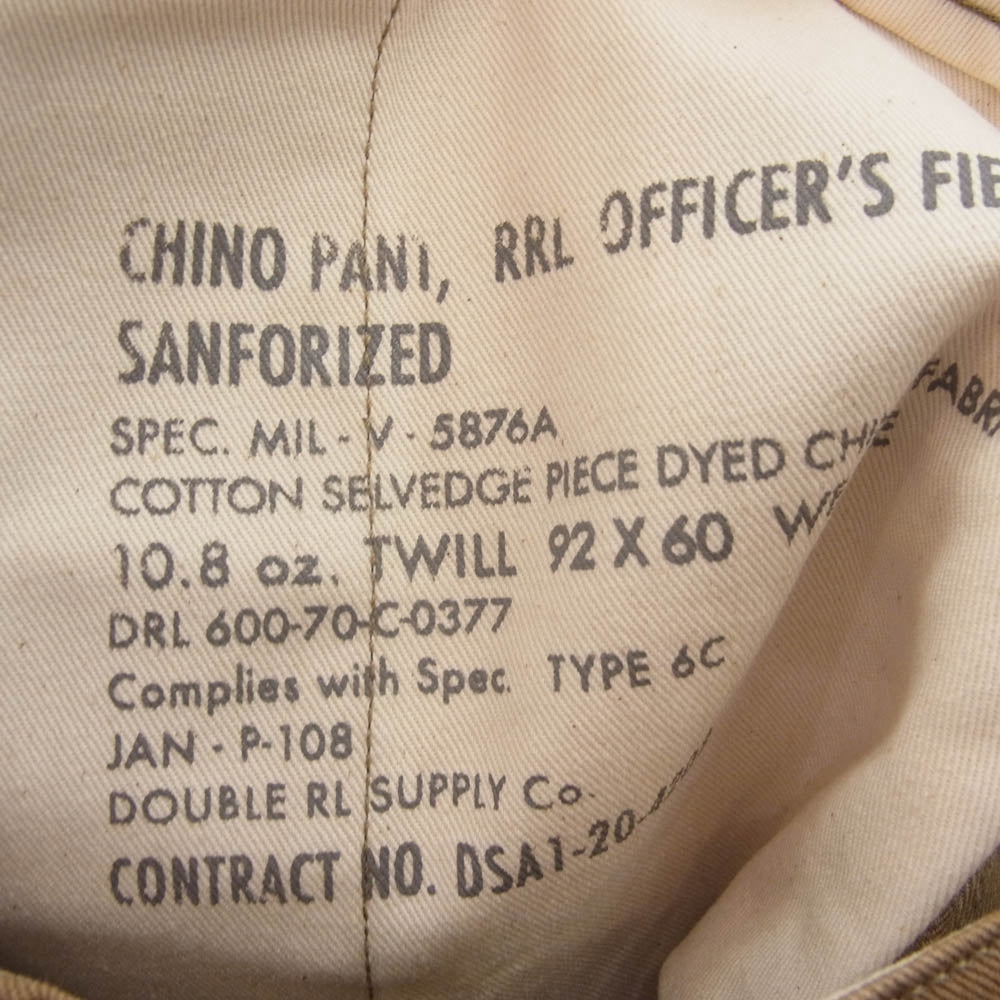 CHINO PANT, RRL OFFICER'S FIE
SANFORIZED
SPEC. MIL - V - 5876A
COTTON SELVEDGE PIECE DYED FABRI
10.8 oz. TWILL 92 X 60
DRL 600-70-C-0377
Complies with Spec. TYPE 6C
JAN - P-108
DOUBLE RL SUPPLY Co.
CONTRACT NO. DSA1-20-